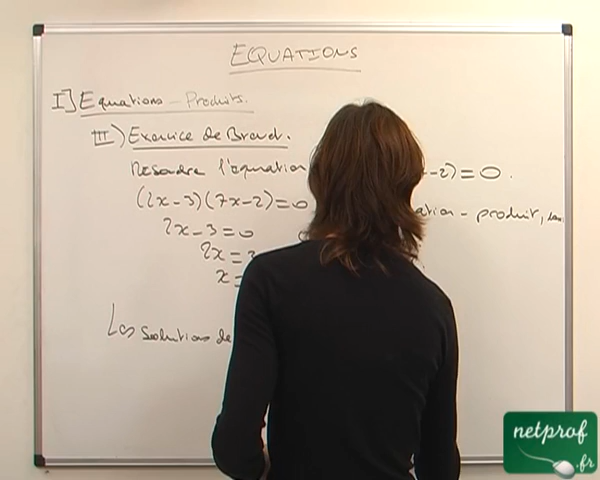 EQUATIONS
I] Equations - Produits.
III) Exercice de Brevet.
Résoudre l'équation -2)=0.
(2x-3)(7x-2)=0 ation - produit,
2x-3=0
2x=3
x=
Les solutions de
netprof
.fr